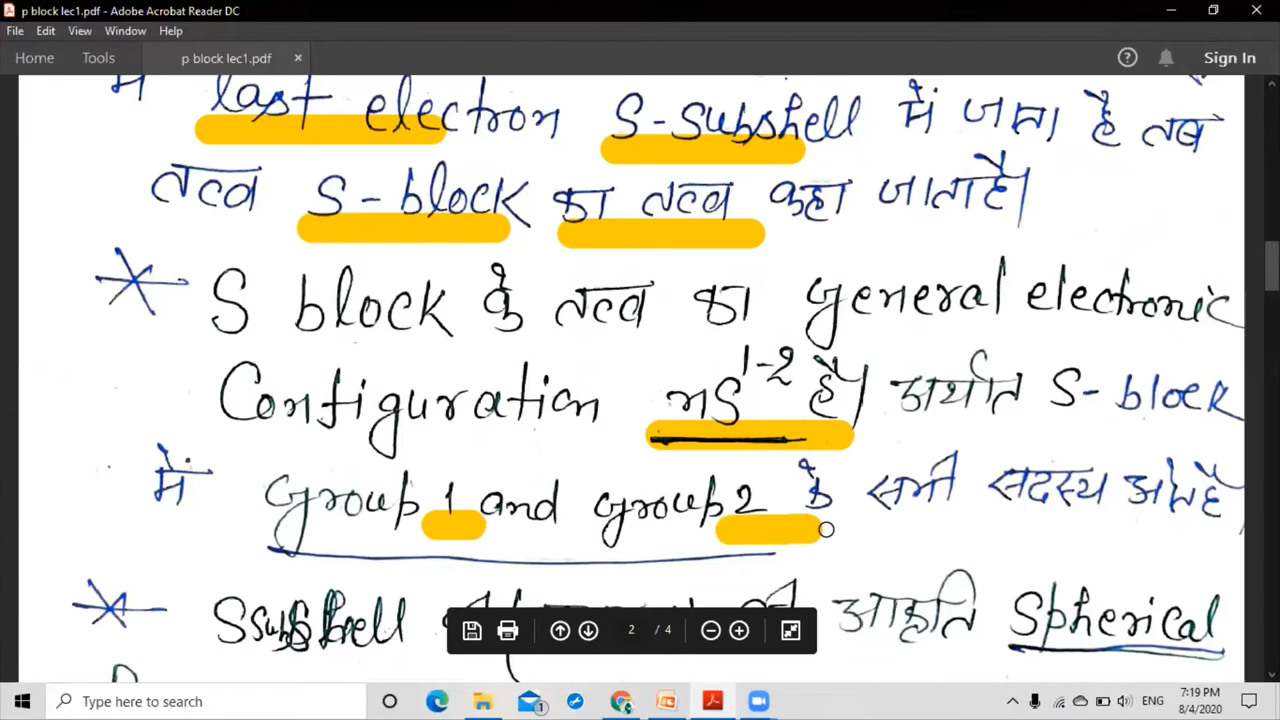 p block lec1.pdf - Adobe Acrobat Reader DC
File Edit View Window Help
Home Tools p block lec1.pdf × Sign In
में last electron S-subshell में जाता है तब
तत्व S-block का तत्व कहा जाता है।
* S block के तत्व का general electronic
Configuration nS1-2 है। अर्थात S-block
में group 1 and group 2 के सभी सदस्य आते है
* Ssubshell आकृति Spherical
2 / 4
Type here to search
ENG
7:19 PM
8/4/2020